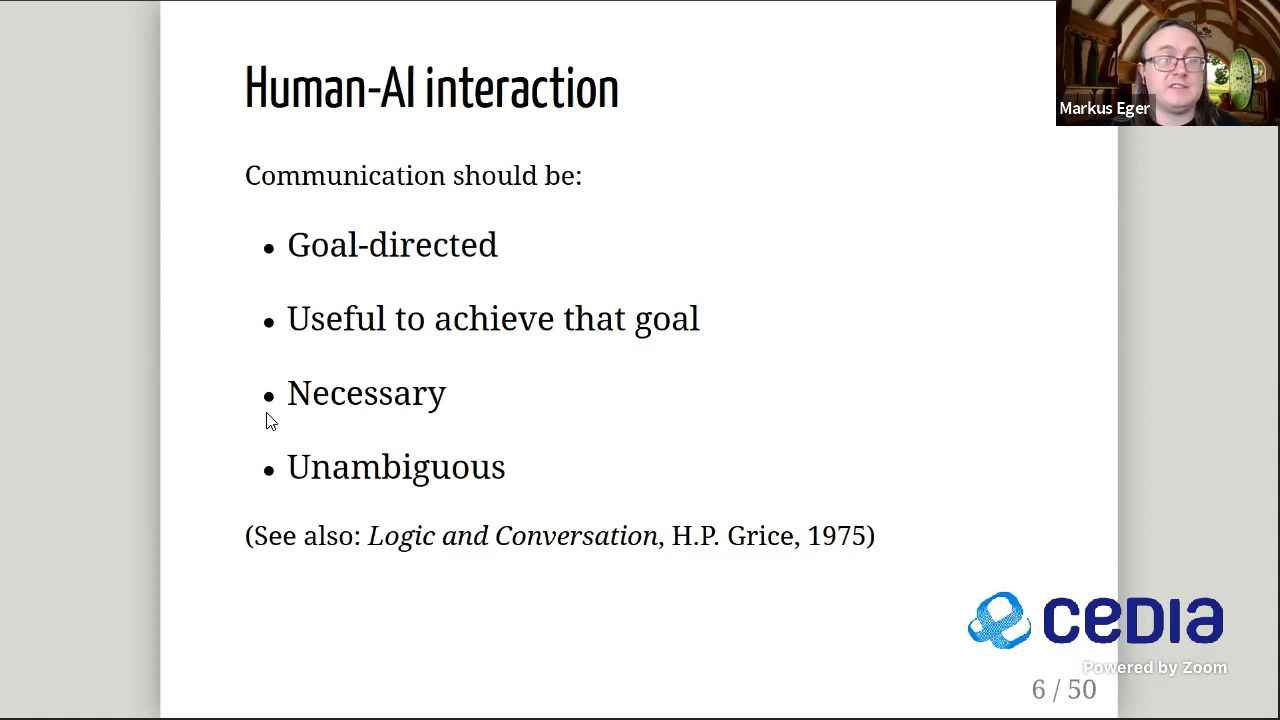 Human-AI interaction
Markus Eger
Communication should be:
• Goal-directed
• Useful to achieve that goal
• Necessary
• Unambiguous
(See also: Logic and Conversation, H.P. Grice, 1975)
CEDIA
Powered by Zoom
6 / 50